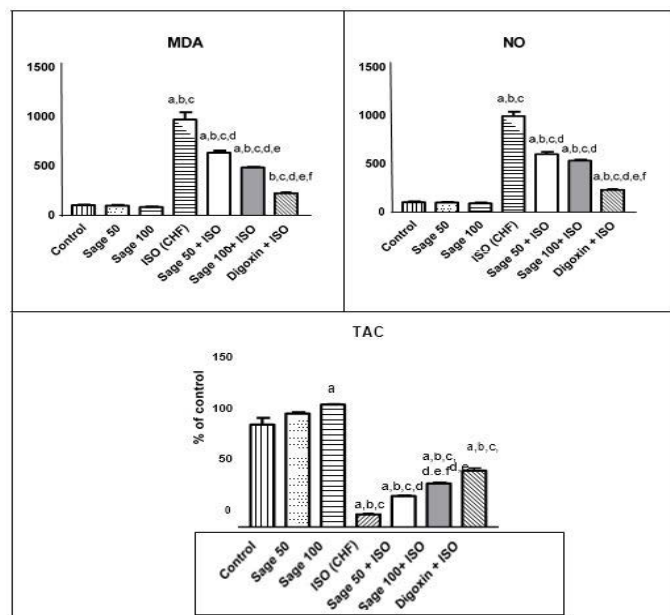 MDA
1500
1000
500
0
a,b,c
a,b,c,d
a,b,c,d,e
b,c,d,e,f
Control
Sage 50
Sage 100
ISO (CHF)
Sage 50 + ISO
Sage 100+ ISO
Digoxin + ISO
NO
1500
1000
500
0
a,b,c
a,b,c,d
a,b,c,d
a,b,c,d,e,f
Control
Sage 50
Sage 100
ISO (CHF)
Sage 50 + ISO
Sage 100+ ISO
Digoxin + ISO
TAC
% of control
150
100
50
0
a
a,b,c
a,b,c,d
a,b,c,
d,e,f
a,b,c,
d,e
Control
Sage 50
Sage 100
ISO (CHF)
Sage 50 + ISO
Sage 100+ ISO
Digoxin + ISO